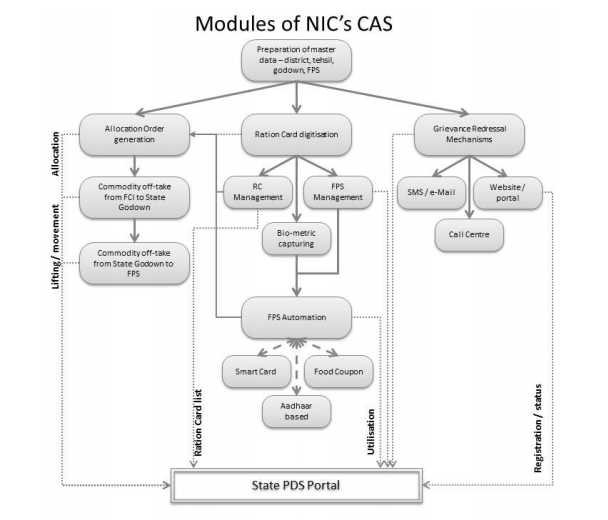 Modules of NIC's CAS
Preparation of master
data – district, tehsil,
godown, FPS
Allocation Order
generation
Ration Card digitisation
Grievance Redressal
Mechanisms
Allocation
Commodity off-take
from FCI to State
Godown
RC
Management
FPS
Management
SMS / e-Mail
Website /
portal
Bio-metric
capturing
Call Centre
Lifting / movement
Commodity off-take
from State Godown to
FPS
FPS Automation
Smart Card
Food Coupon
Aadhaar
based
Ration Card list
Utilisation
Registration / status
State PDS Portal